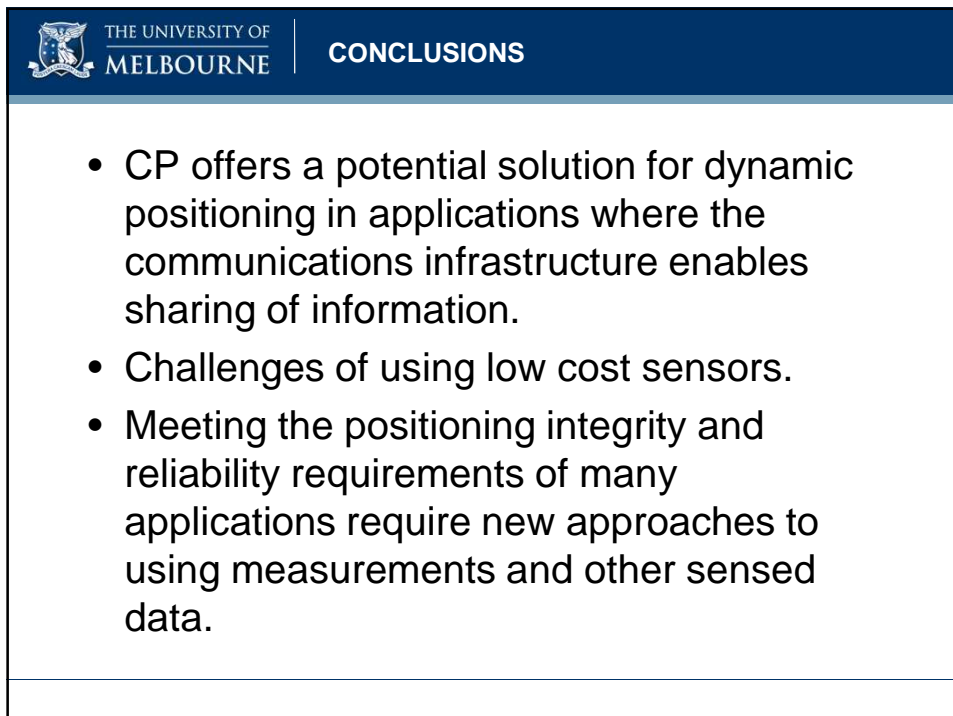 THE UNIVERSITY OF
MELBOURNE
CONCLUSIONS
• CP offers a potential solution for dynamic
positioning in applications where the
communications infrastructure enables
sharing of information.
• Challenges of using low cost sensors.
• Meeting the positioning integrity and
reliability requirements of many
applications require new approaches to
using measurements and other sensed
data.